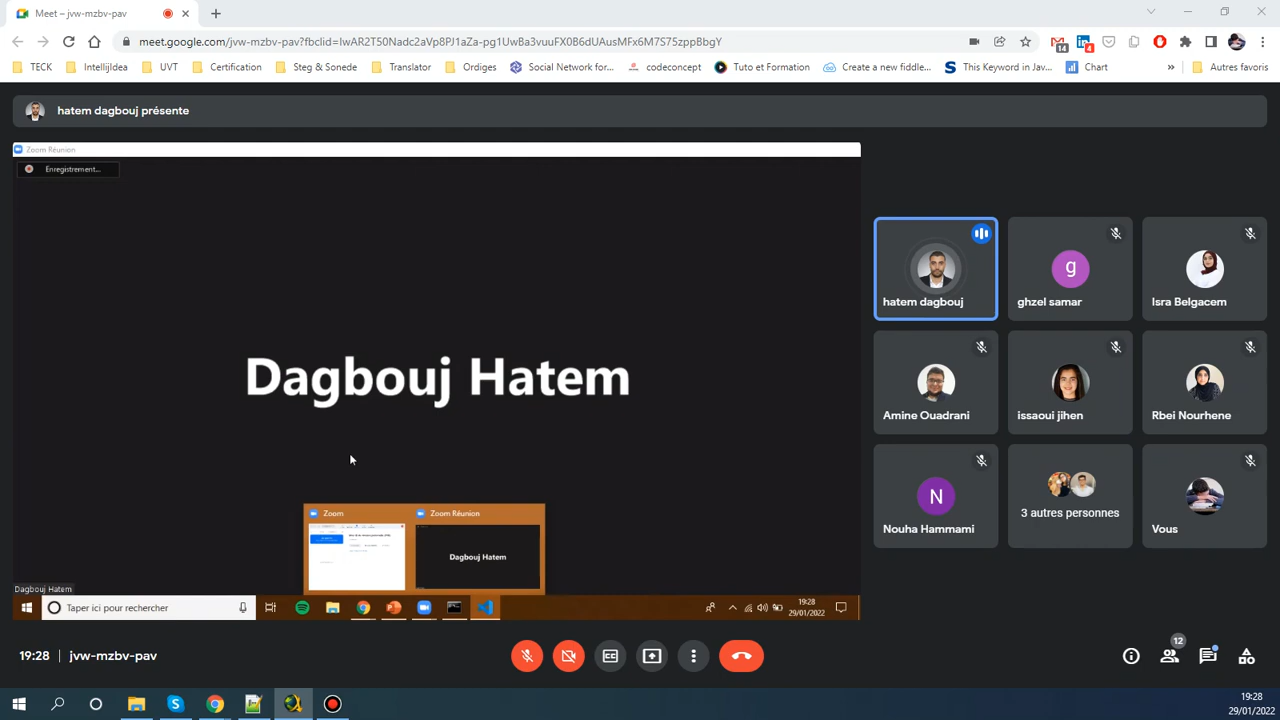 Meet – jvw-mzbv-pav
meet.google.com/jvw-mzbv-pav?fbclid=IwAR2T50Nadc2aVp8PJ1aZa-pg1UwBa3vuuFX0B6dUAusMFx6M7S75zppBbgY
14
4
TECK
IntellijIdea
UVT
Certification
Steg & Sonede
Translator
Ordiges
Social Network for...
codeconcept
Tuto et Formation
Create a new fiddle...
This Keyword in Jav...
Chart
»
Autres favoris
hatem dagbouj présente
Zoom Réunion
Enregistrement...
Dagbouj Hatem
hatem dagbouj
g
ghzel samar
Isra Belgacem
Amine Ouadrani
issaoui jihen
Rbei Nourhene
N
Nouha Hammami
3 autres personnes
Vous
Zoom
Zoom Réunion
Dagbouj Hatem
Dagbouj Hatem
Taper ici pour rechercher
19:28
29/01/2022
19:28 | jvw-mzbv-pav
12
19:28
29/01/2022